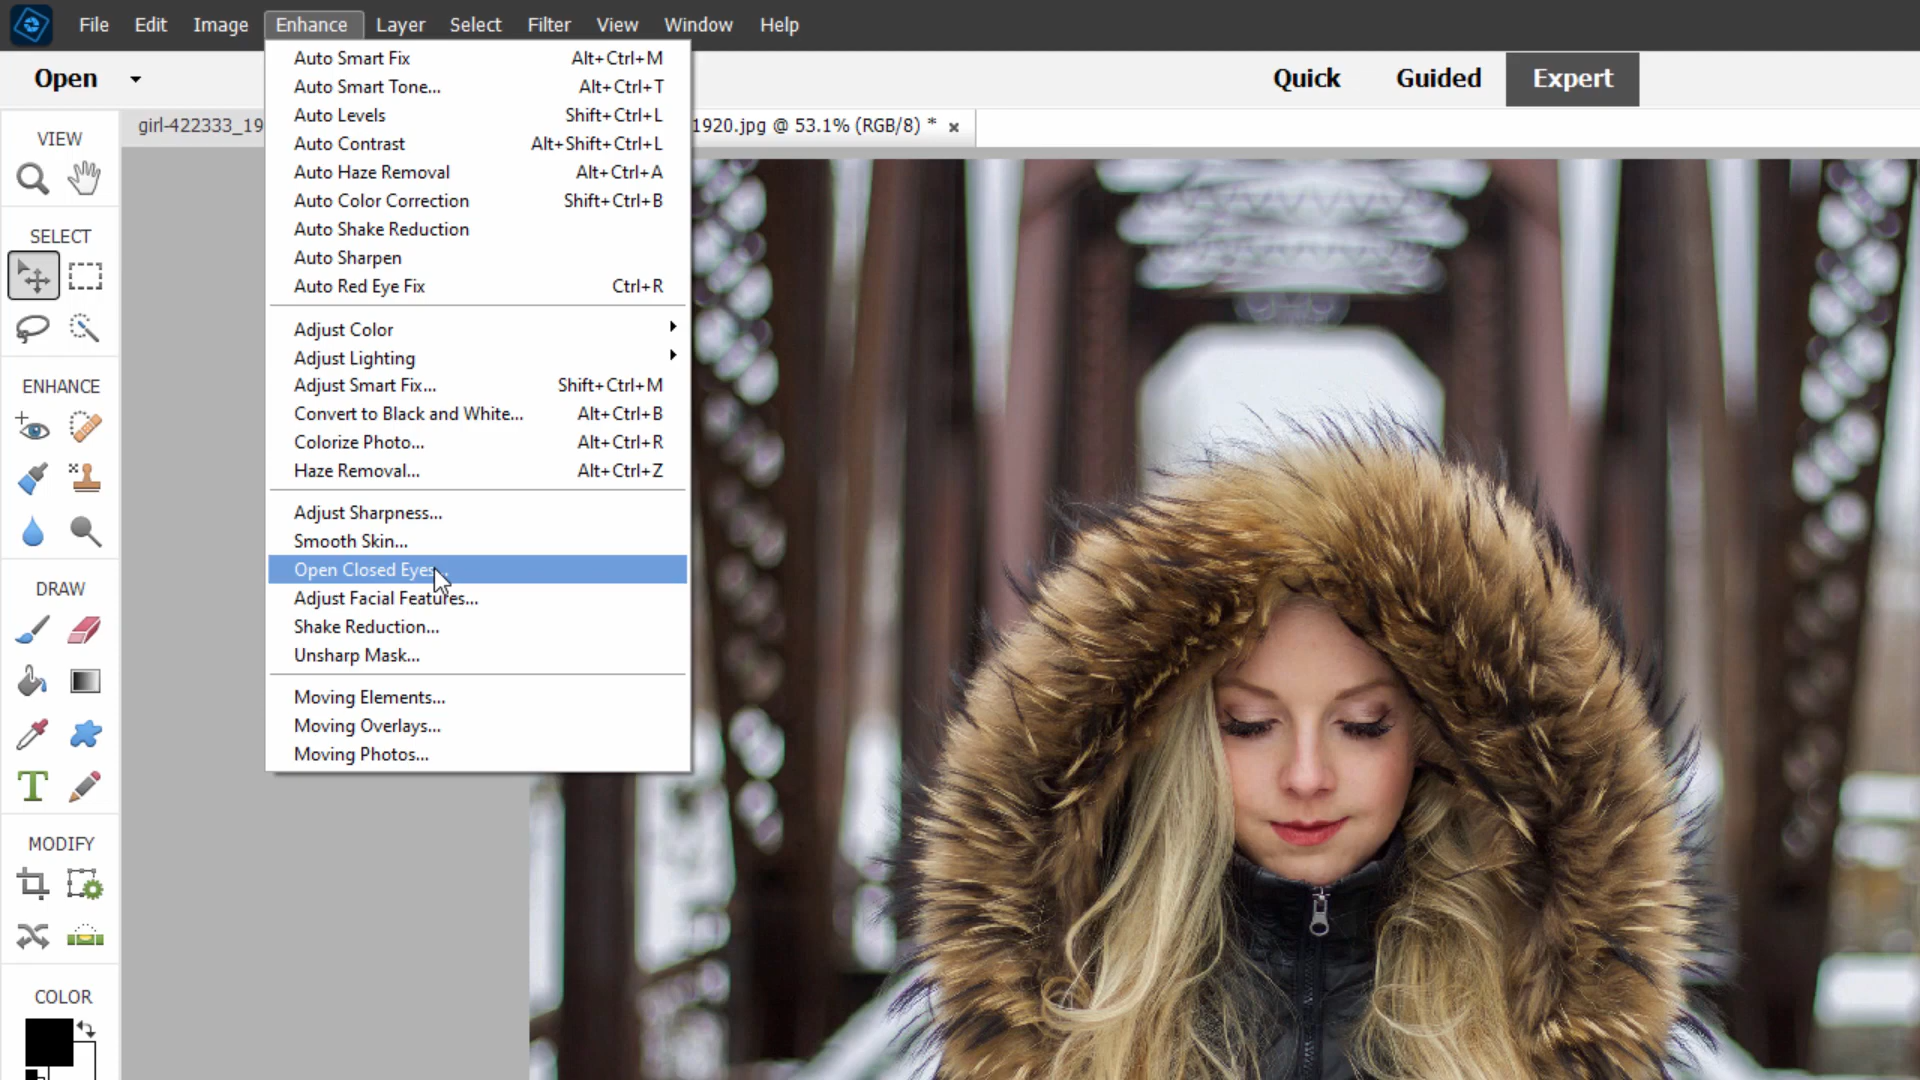 File Edit Image Enhance Layer Select Filter View Window Help
Open Quick Guided Expert
girl-422333_19 1920.jpg @ 53.1% (RGB/8) * ×
Auto Smart Fix Alt+Ctrl+M
Auto Smart Tone... Alt+Ctrl+T
Auto Levels Shift+Ctrl+L
Auto Contrast Alt+Shift+Ctrl+L
Auto Haze Removal Alt+Ctrl+A
Auto Color Correction Shift+Ctrl+B
Auto Shake Reduction
Auto Sharpen
Auto Red Eye Fix Ctrl+R
Adjust Color
Adjust Lighting
Adjust Smart Fix... Shift+Ctrl+M
Convert to Black and White... Alt+Ctrl+B
Colorize Photo... Alt+Ctrl+R
Haze Removal... Alt+Ctrl+Z
Adjust Sharpness...
Smooth Skin...
Open Closed Eyes...
Adjust Facial Features...
Shake Reduction...
Unsharp Mask...
Moving Elements...
Moving Overlays...
Moving Photos...
VIEW
SELECT
ENHANCE
DRAW
T
MODIFY
COLOR